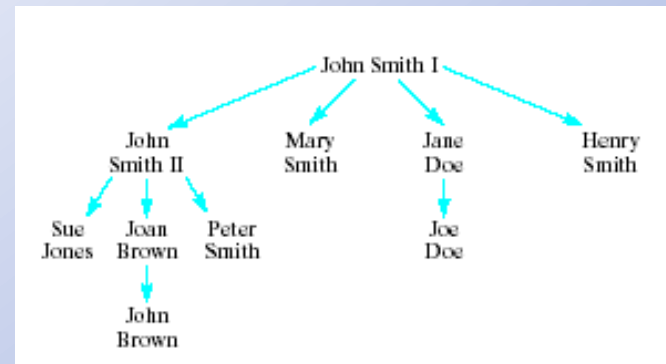 John Smith I
John
Smith II
Mary
Smith
Jane
Doe
Henry
Smith
Sue
Jones
Joan
Brown
Peter
Smith
Joe
Doe
John
Brown